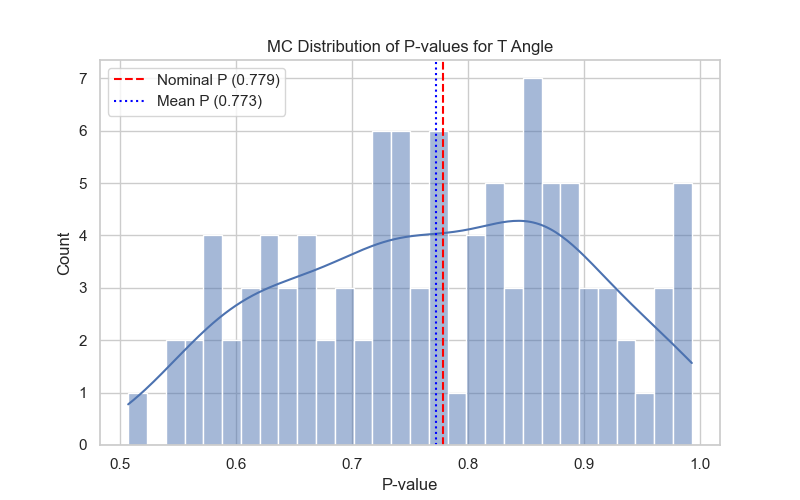 MC Distribution of P-values for T Angle
Nominal P (0.779)
Mean P (0.773)
7
6
5
4
3
2
1
0
Count
0.5 0.6 0.7 0.8 0.9 1.0
P-value